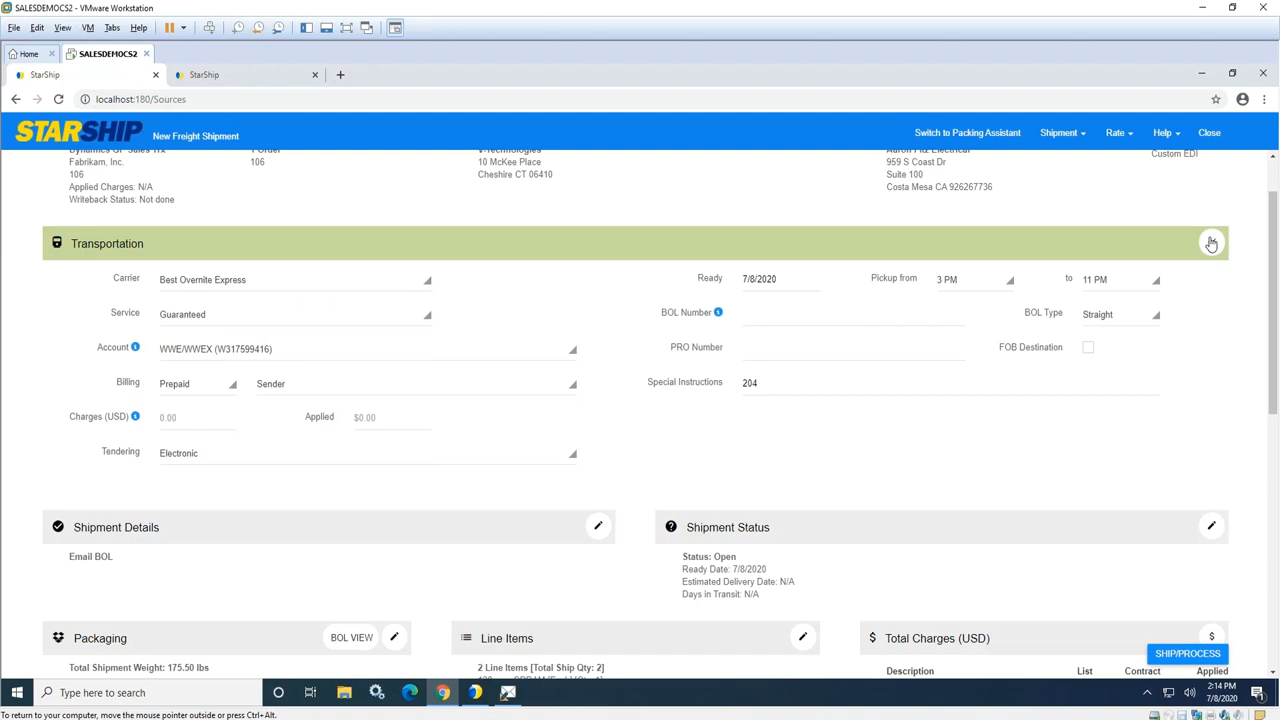 SALESDEMOCS2 - VMware Workstation
File Edit View VM Tabs Help
Home SALESDEMOCS2
StarShip StarShip
localhost:180/Sources
STARSHIP New Freight Shipment Switch to Packing Assistant Shipment Rate Help Close
Fabrikam, Inc. 106 10 McKee Place 959 S Coast Dr Custom EDI
106 Cheshire CT 06410 Suite 100
Applied Charges: N/A Costa Mesa CA 926267736
Writeback Status: Not done
Transportation
Carrier Best Overnite Express Ready 7/8/2020 Pickup from 3 PM to 11 PM
Service Guaranteed BOL Number BOL Type Straight
Account WWE/WWEX (W317599416) PRO Number FOB Destination
Billing Prepaid Sender Special Instructions 204
Charges (USD) 0.00 Applied $0.00
Tendering Electronic
Shipment Details Shipment Status
Email BOL Status: Open
Ready Date: 7/8/2020
Estimated Delivery Date: N/A
Days in Transit: N/A
Packaging BOL VIEW Line Items $ Total Charges (USD) $
SHIP/PROCESS
Total Shipment Weight: 175.50 lbs 2 Line Items [Total Ship Qty: 2] Description List Contract Applied
Type here to search 2:14 PM
7/8/2020
To return to your computer, move the mouse pointer outside or press Ctrl+Alt.